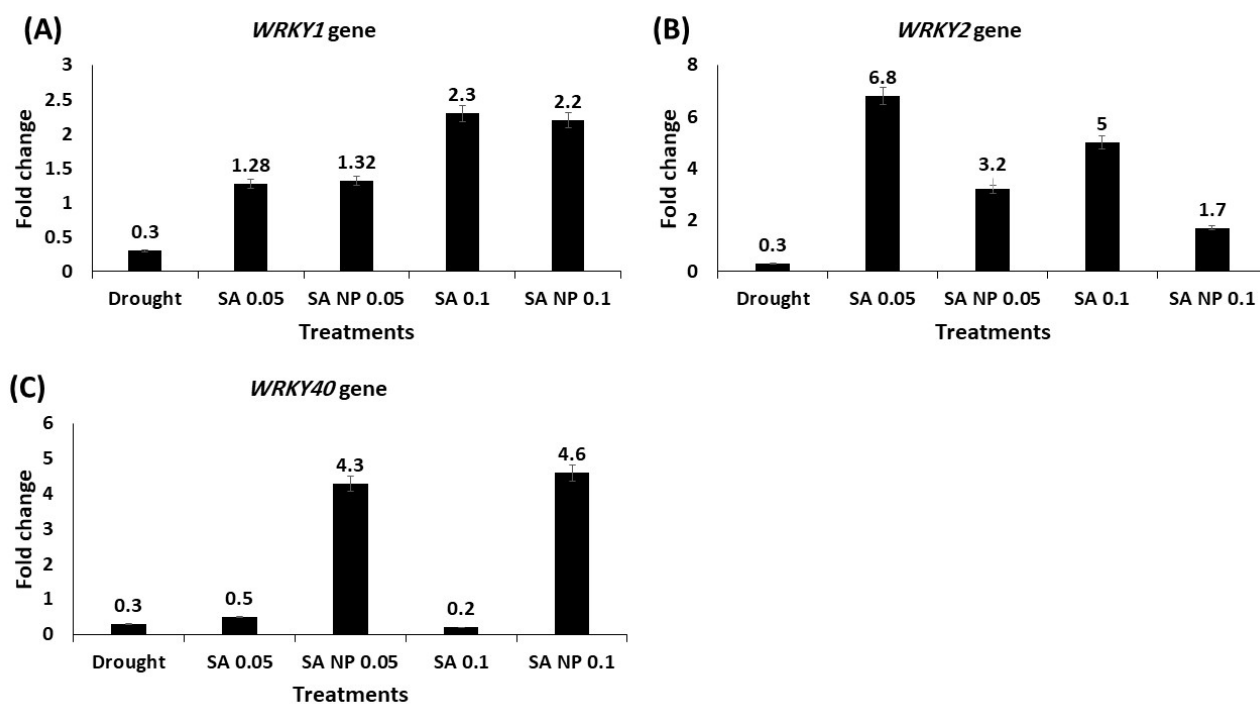 (A)
WRKY1 gene
Fold change
3
2.5
2
1.5
1
0.5
0
0.3
1.28
1.32
2.3
2.2
Drought SA 0.05 SA NP 0.05 SA 0.1 SA NP 0.1
Treatments
(B)
WRKY2 gene
Fold change
8
6
4
2
0
0.3
6.8
3.2
5
1.7
Drought SA 0.05 SA NP 0.05 SA 0.1 SA NP 0.1
Treatments
(C)
WRKY40 gene
Fold change
6
5
4
3
2
1
0
0.3
0.5
4.3
0.2
4.6
Drought SA 0.05 SA NP 0.05 SA 0.1 SA NP 0.1
Treatments